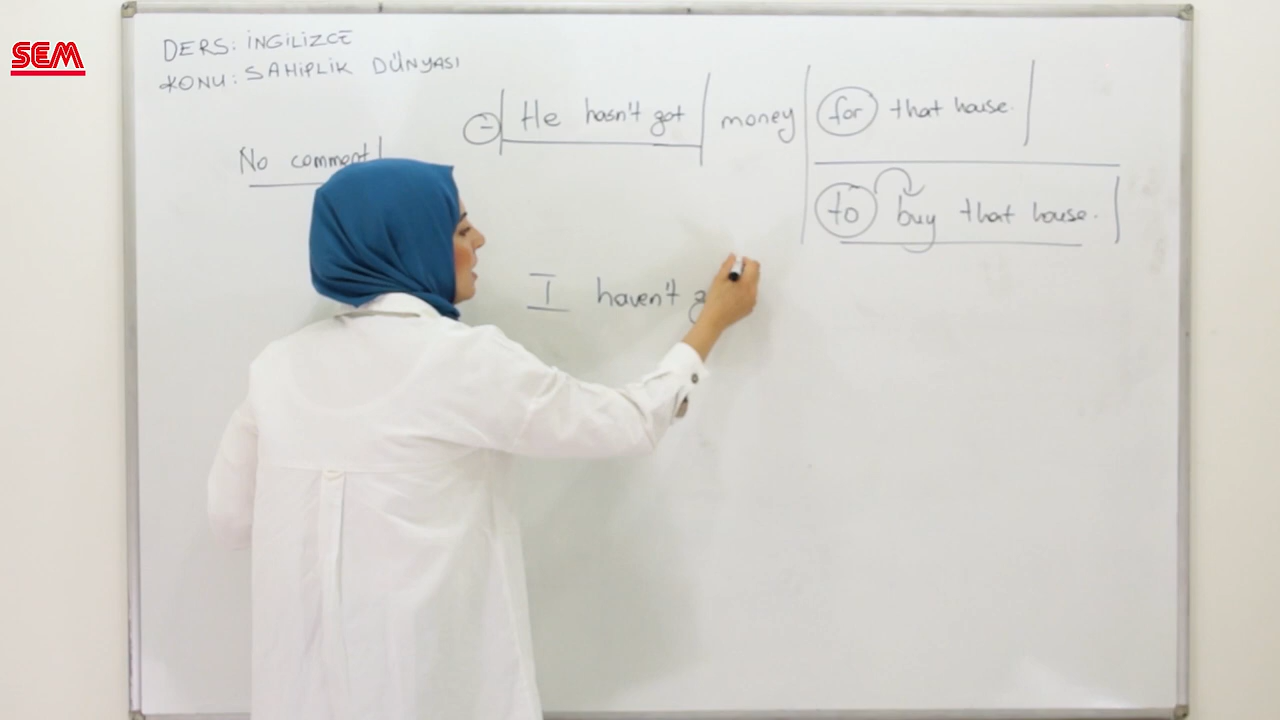 SEM
DERS: İNGİLİZCE
KONU: SAHİPLİK DÜNYASI
No comment
- He hasn't got money for that house.
to buy that house.
I haven't g